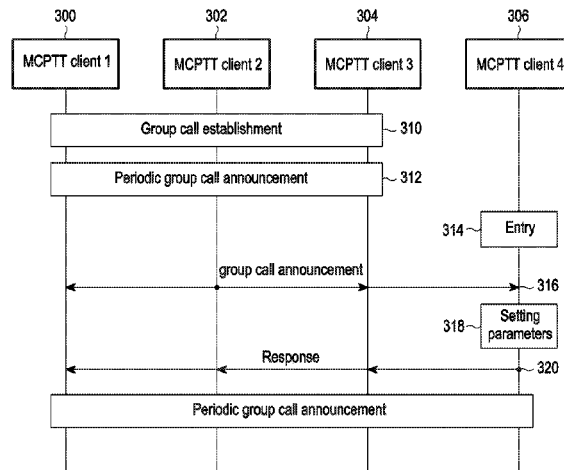 300
302
304
306
MCPTT client 1
MCPTT client 2
MCPTT client 3
MCPTT client 4
Group call establishment
310
Periodic group call announcement
312
314
Entry
group call announcement
316
318
Setting
parameters
Response
320
Periodic group call announcement